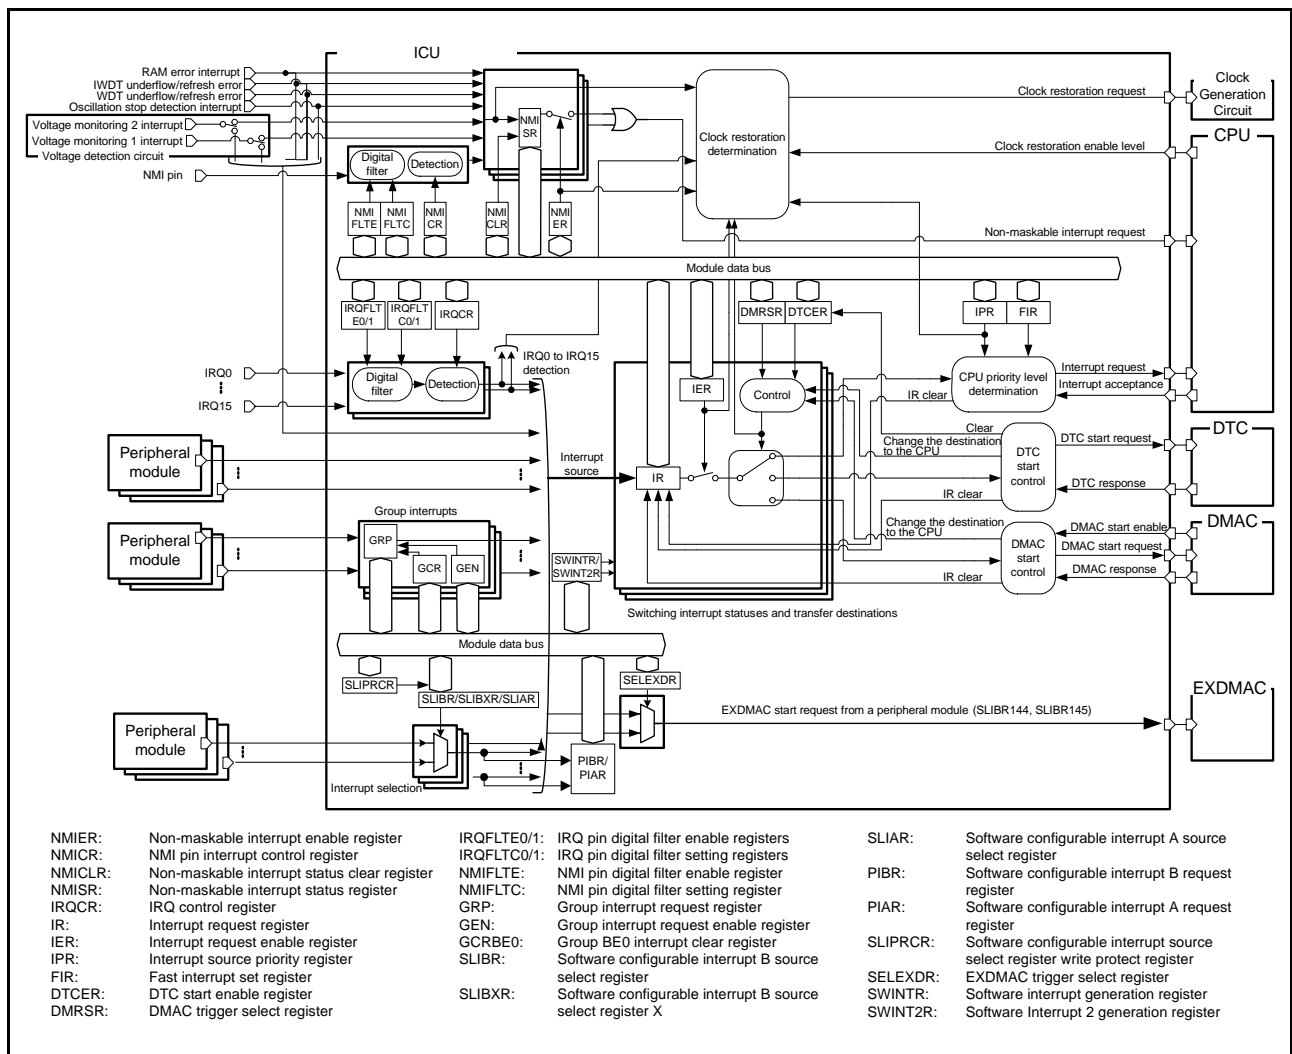 ICU
RAM error interrupt
IWDT underflow/refresh error
WDT underflow/refresh error
Oscillation stop detection interrupt
Voltage monitoring 2 interrupt
Voltage monitoring 1 interrupt
Voltage detection circuit
NMI pin
Digital
filter
Detection
NMI
SR
NMI
FLTE
NMI
FLTC
NMI
CR
NMI
CLR
NMI
ER
Clock restoration
determination
Clock restoration request
Clock restoration enable level
Non-maskable interrupt request
Clock
Generation
Circuit
CPU
Module data bus
IRQFLT
E0/1
IRQFLT
C0/1
IRQCR
DMRSR
DTCER
IPR
FIR
IRQ0 to IRQ15
detection
IRQ0
IRQ15
Digital
filter
Detection
IER
Control
CPU priority level
determination
Interrupt request
Interrupt acceptance
IR clear
Clear
Change the destination
to the CPU
DTC
start
control
DTC start request
DTC response
DTC
Peripheral
module
Interrupt
source
IR
IR clear
Group interrupts
Peripheral
module
GRP
GCR
GEN
SWINTR/
SWINT2R
Change the destination
to the CPU
DMAC
start
control
DMAC start enable
DMAC start request
DMAC response
DMAC
IR clear
Switching interrupt statuses and transfer destinations
Module data bus
SLIPRCR
SLIBR/SLIBXR/SLIAR
SELEXDR
EXDMAC start request from a peripheral module (SLIBR144, SLIBR145)
EXDMAC
Peripheral
module
PIBR/
PIAR
Interrupt selection
NMIER: Non-maskable interrupt enable register
NMICR: NMI pin interrupt control register
NMICLR: Non-maskable interrupt status clear register
NMISR: Non-maskable interrupt status register
IRQCR: IRQ control register
IR: Interrupt request register
IER: Interrupt request enable register
IPR: Interrupt source priority register
FIR: Fast interrupt set register
DTCER: DTC start enable register
DMRSR: DMAC trigger select register
IRQFLTE0/1: IRQ pin digital filter enable registers
IRQFLTC0/1: IRQ pin digital filter setting registers
NMIFLTE: NMI pin digital filter enable register
NMIFLTC: NMI pin digital filter setting register
GRP: Group interrupt request register
GEN: Group interrupt request enable register
GCRBE0: Group BE0 interrupt clear register
SLIBR: Software configurable interrupt B source
select register
SLIBXR: Software configurable interrupt B source
select register X
SLIAR: Software configurable interrupt A source
select register
PIBR: Software configurable interrupt B request
register
PIAR: Software configurable interrupt A request
register
SLIPRCR: Software configurable interrupt source
select register write protect register
SELEXDR: EXDMAC trigger select register
SWINTR: Software interrupt generation register
SWINT2R: Software Interrupt 2 generation register